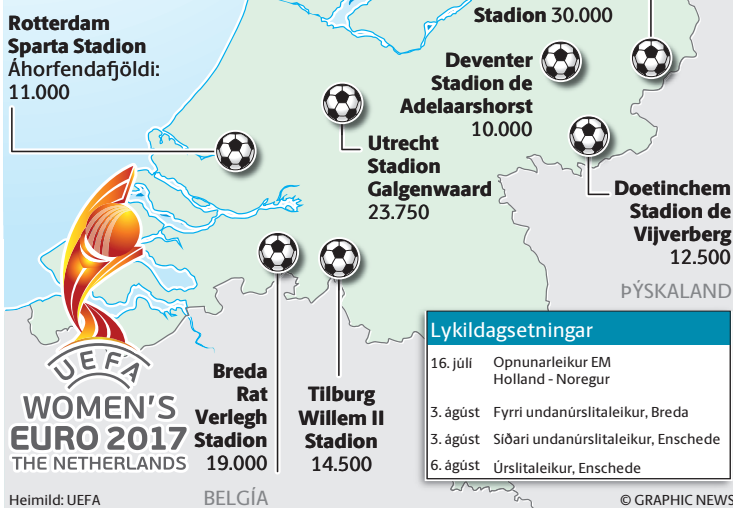 Rotterdam
Sparta Stadion
Áhorfendafjöldi:
11.000
Stadion 30.000
Deventer
Stadion de
Adelaarshorst
10.000
Utrecht
Stadion
Galgenwaard
23.750
Doetinchem
Stadion de
Vijverberg
12.500
ÞÝSKALAND
Breda
Rat
Verlegh
Stadion
19.000
Tilburg
Willem II
Stadion
14.500
UEFA
WOMEN'S
EURO 2017
THE NETHERLANDS
Lykildagsetningar
16. júlí Opnunarleikur EM
Holland - Noregur
3. ágúst Fyrri undanúrslitaleikur, Breda
3. ágúst Síðari undanúrslitaleikur, Enschede
6. ágúst Úrslitaleikur, Enschede
Heimild: UEFA
BELGÍA
© GRAPHIC NEWS